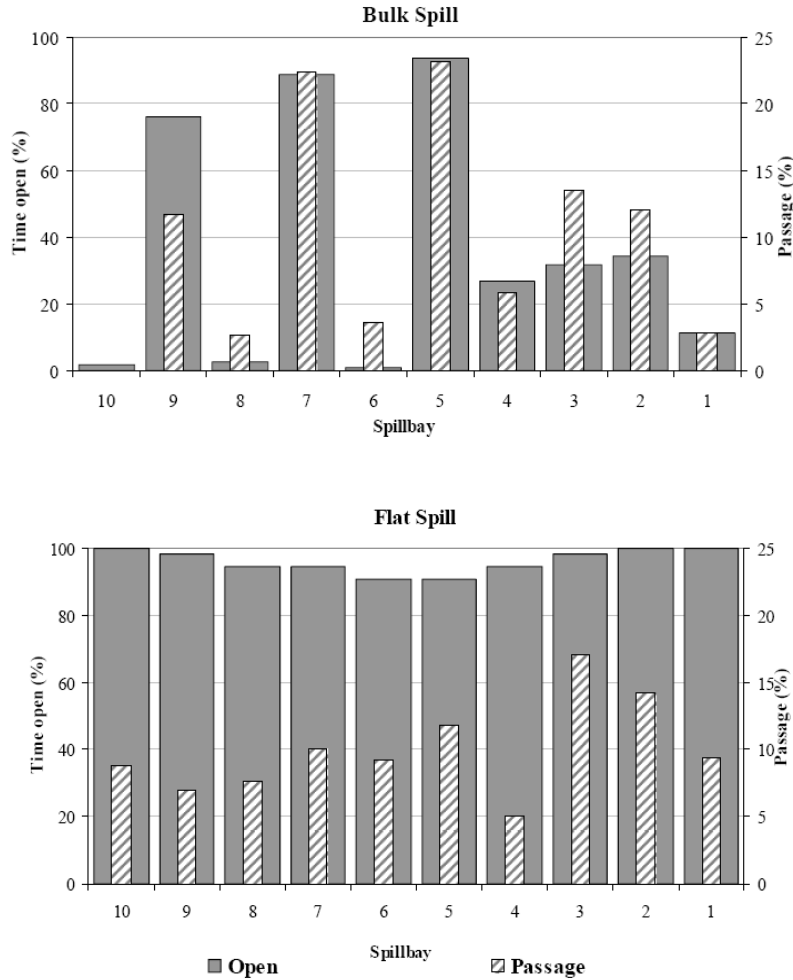 Bulk Spill
100 25
80 20
60 15
40 10
20 5
0 0
Time open (%)
Passage (%)
10 9 8 7 6 5 4 3 2 1
Spillbay
Flat Spill
100 25
80 20
60 15
40 10
20 5
0 0
Time open (%)
Passage (%)
10 9 8 7 6 5 4 3 2 1
Spillbay
Open Passage